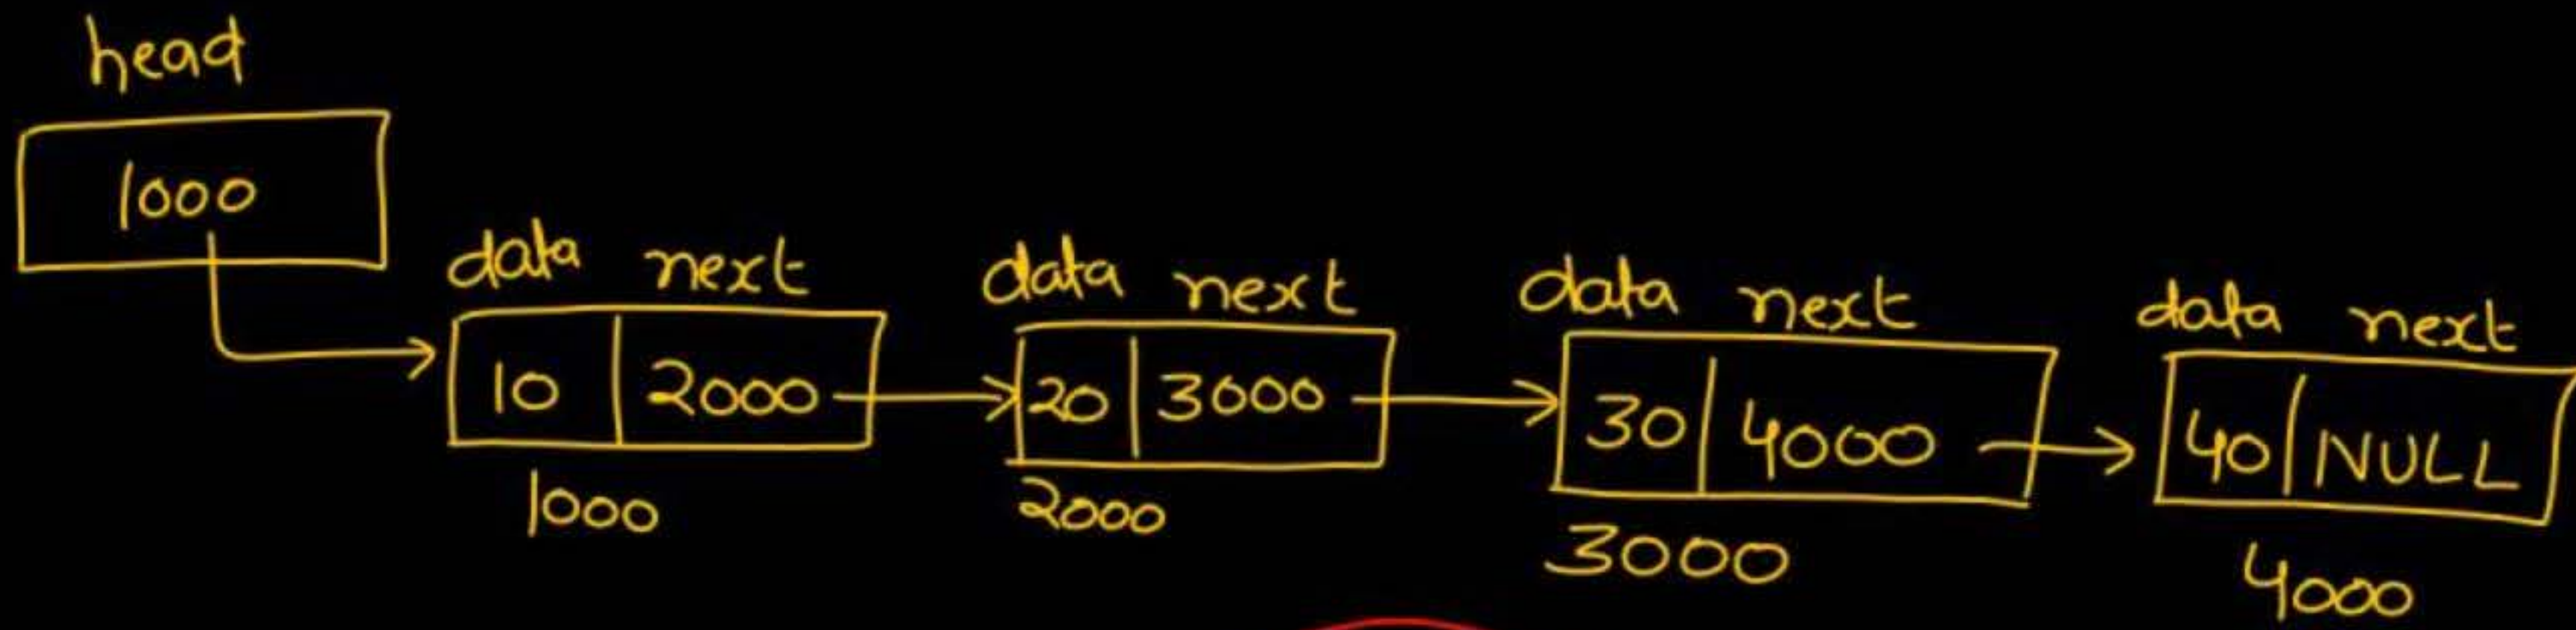 head
1000
data next data next data next data next
10 2000 20 3000 30 4000 40 NULL
1000 2000 3000 4000